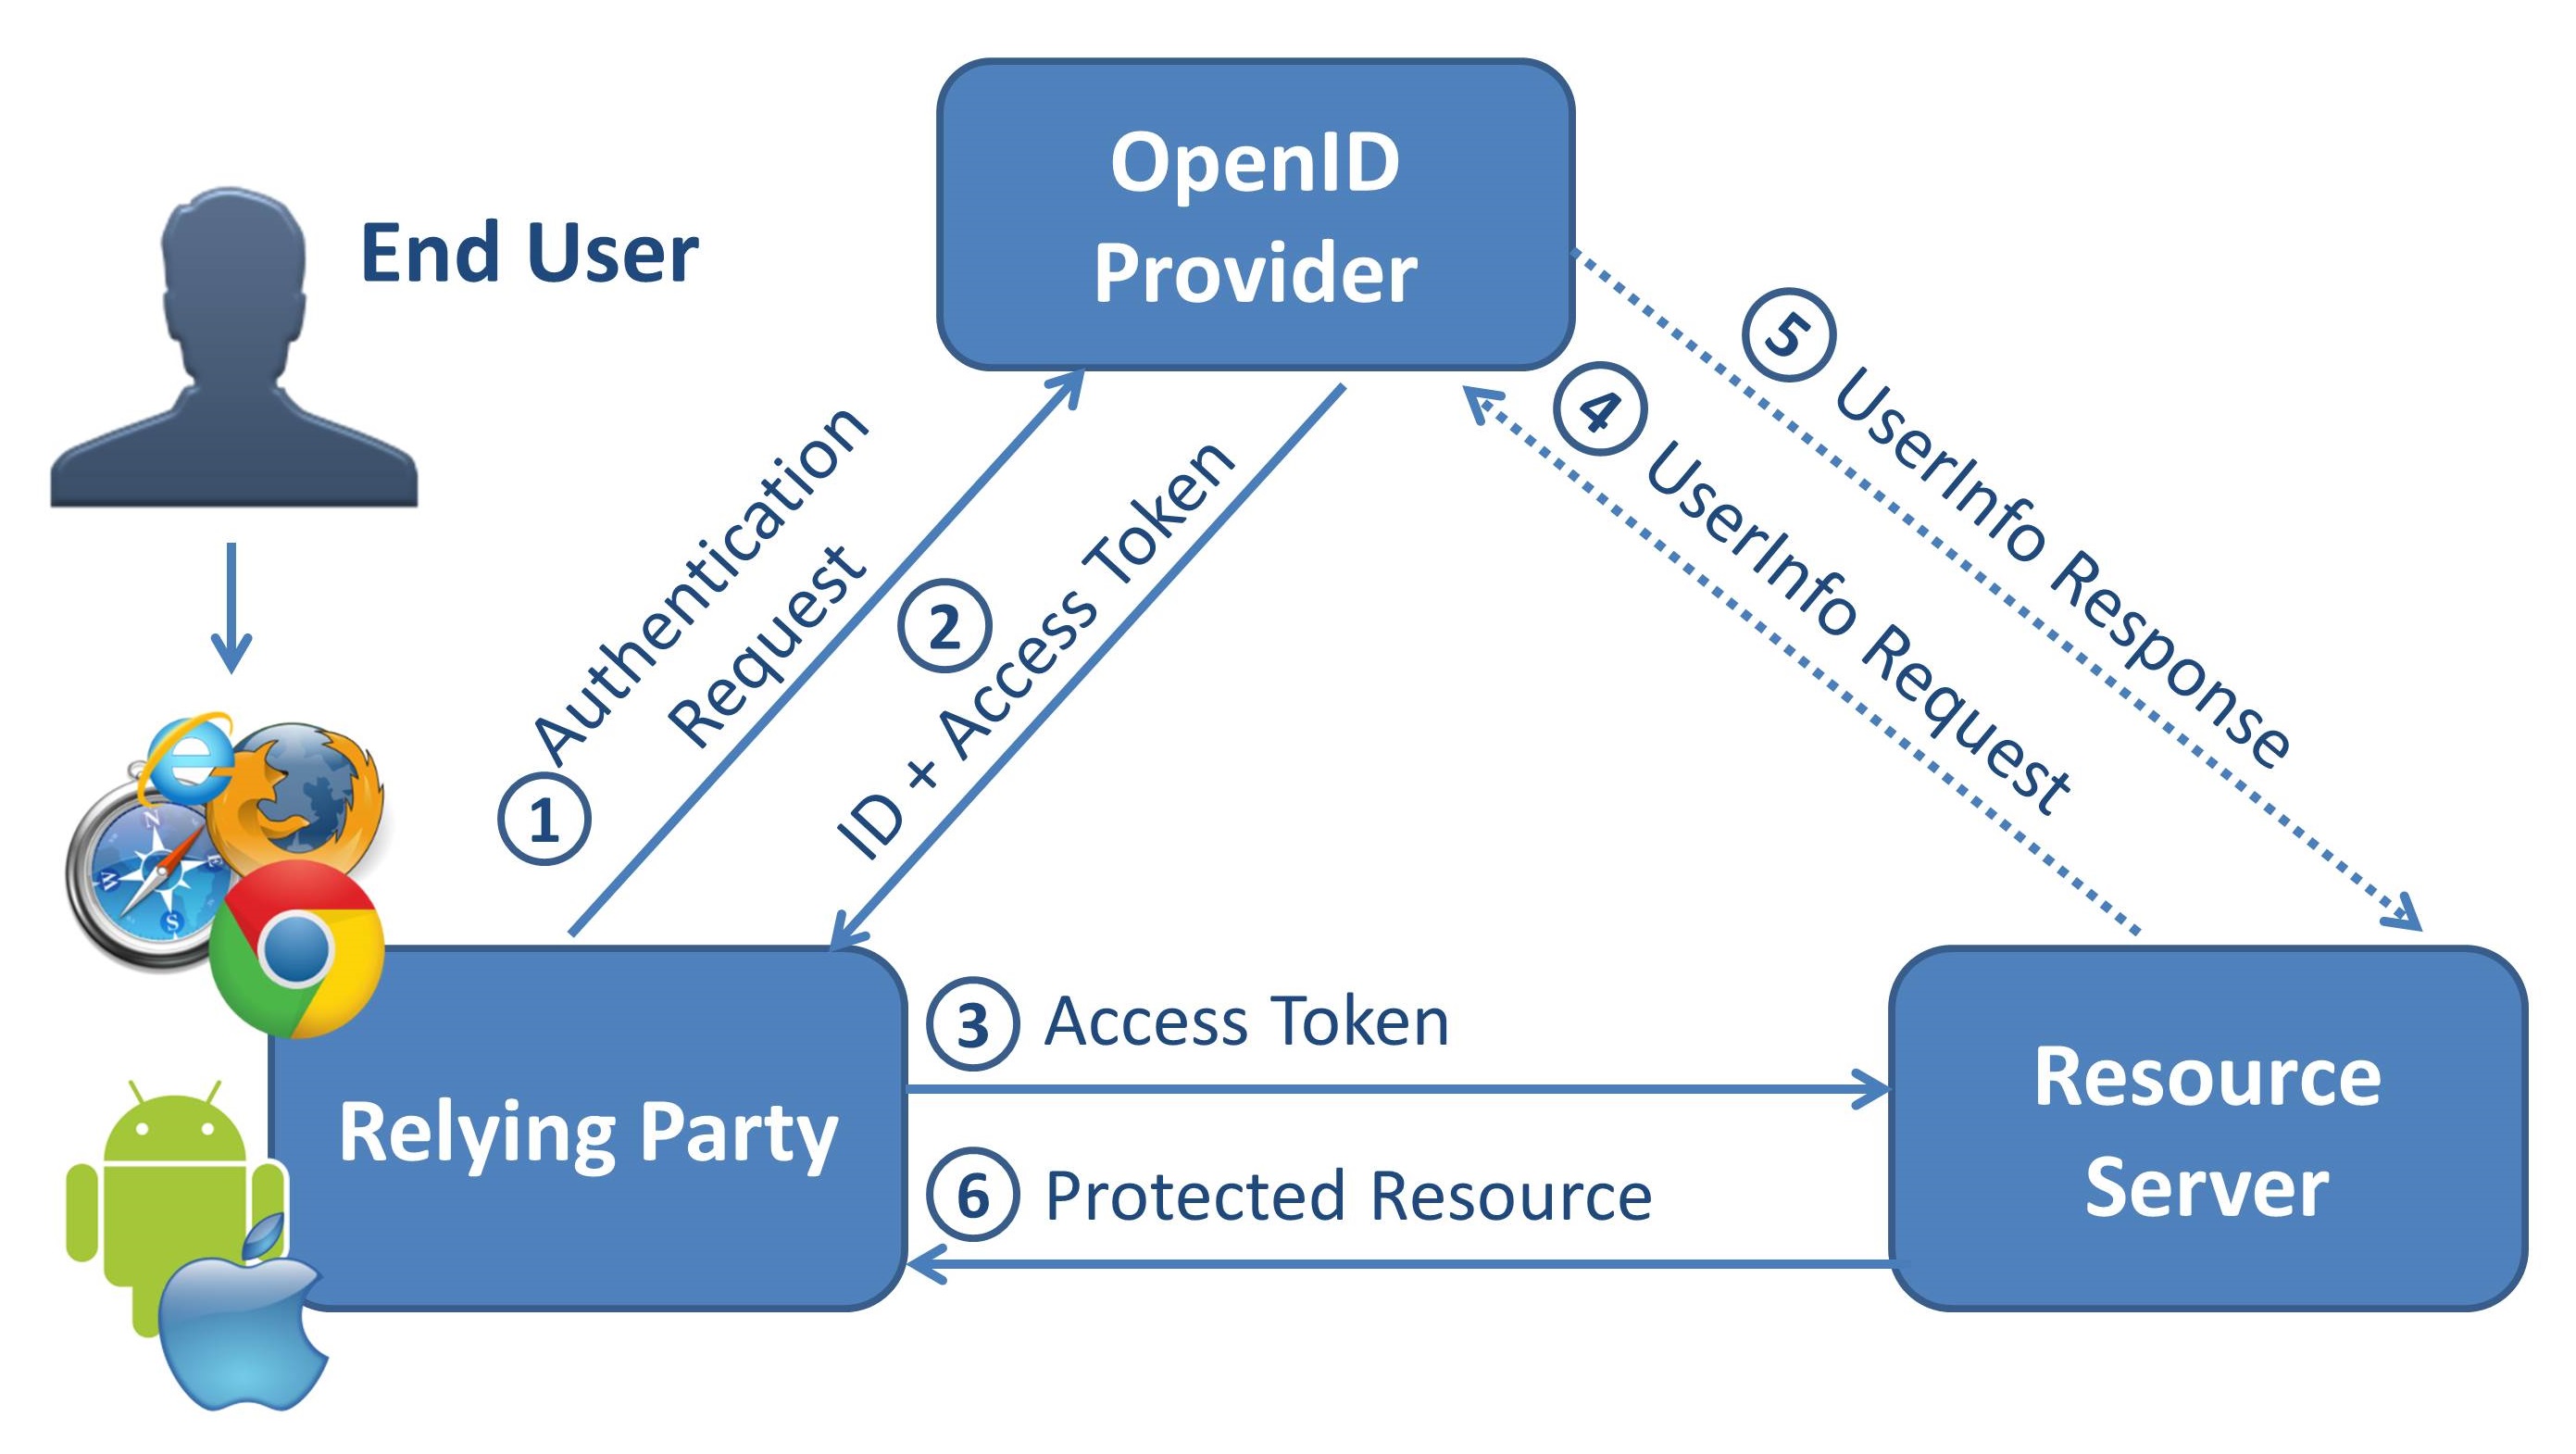 OpenID
Provider
End User
5 UserInfo Response
4 UserInfo Request
Authentication
Request
1
2
ID + Access Token
3 Access Token
Relying Party
Resource
Server
6 Protected Resource
N
W
E
S
e